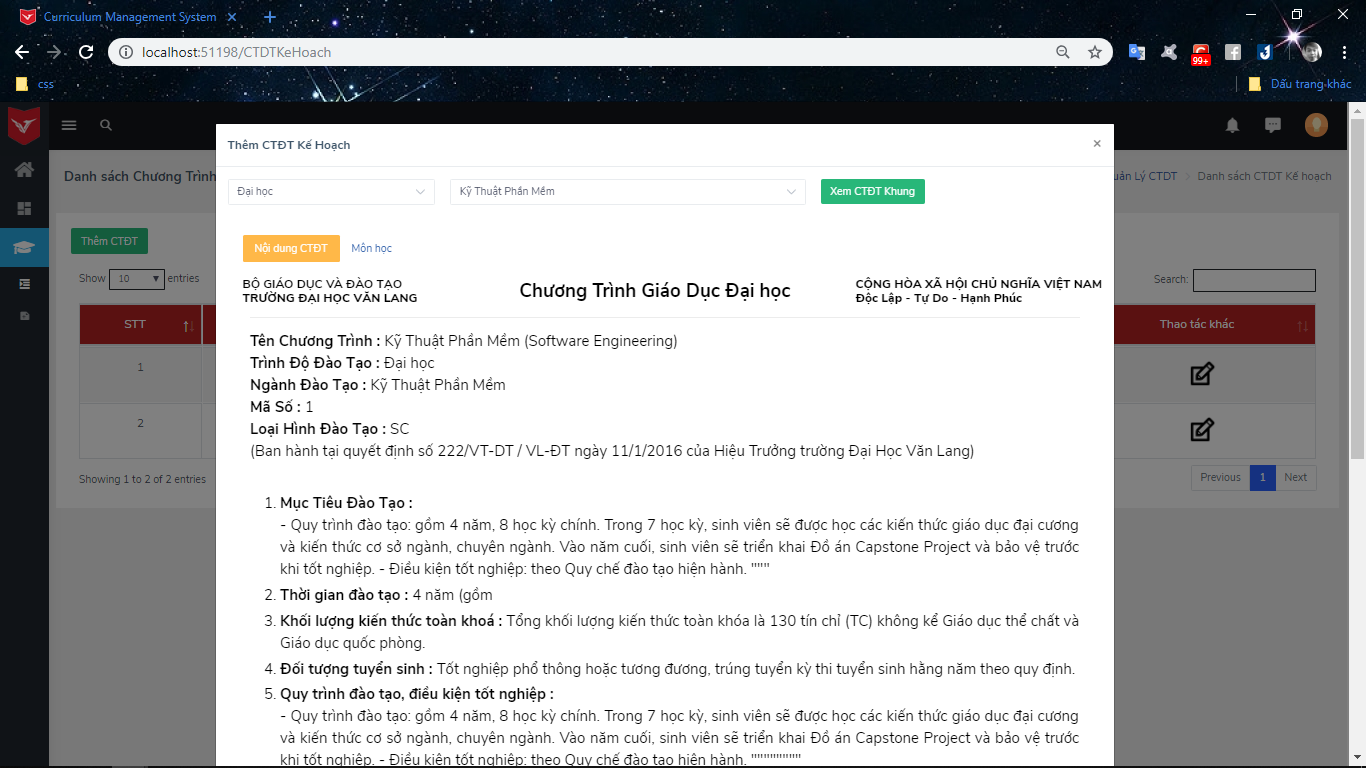 Curriculum Management System
localhost:51198/CTDTKeHoach
99+
css
Dấu trang khác
Thêm CTĐT Kế Hoạch
×
Danh sách Chương Trình
uản Lý CTDT > Danh sách CTDT Kế hoạch
Đại học
Kỹ Thuật Phần Mềm
Xem CTĐT Khung
Thêm CTĐT
Nội dung CTĐT
Môn học
Show 10 entries
Search:
BỘ GIÁO DỤC VÀ ĐÀO TẠO
TRƯỜNG ĐẠI HỌC VĂN LANG
Chương Trình Giáo Dục Đại học
CỘNG HÒA XÃ HỘI CHỦ NGHĨA VIỆT NAM
Độc Lập - Tự Do - Hạnh Phúc
STT
Thao tác khác
1
2
Showing 1 to 2 of 2 entries
Previous 1 Next
Tên Chương Trình : Kỹ Thuật Phần Mềm (Software Engineering)
Trình Độ Đào Tạo : Đại học
Ngành Đào Tạo : Kỹ Thuật Phần Mềm
Mã Số : 1
Loại Hình Đào Tạo : SC
(Ban hành tại quyết định số 222/VT-DT / VL-ĐT ngày 11/1/2016 của Hiệu Trưởng trường Đại Học Văn Lang)
1. Mục Tiêu Đào Tạo :
- Quy trình đào tạo: gồm 4 năm, 8 học kỳ chính. Trong 7 học kỳ, sinh viên sẽ được học các kiến thức giáo dục đại cương
và kiến thức cơ sở ngành, chuyên ngành. Vào năm cuối, sinh viên sẽ triển khai Đồ án Capstone Project và bảo vệ trước
khi tốt nghiệp. - Điều kiện tốt nghiệp: theo Quy chế đào tạo hiện hành. """
2. Thời gian đào tạo : 4 năm (gồm
3. Khối lượng kiến thức toàn khoá : Tổng khối lượng kiến thức toàn khóa là 130 tín chỉ (TC) không kể Giáo dục thể chất và
Giáo dục quốc phòng.
4. Đối tượng tuyển sinh : Tốt nghiệp phổ thông hoặc tương đương, trúng tuyển kỳ thi tuyển sinh hằng năm theo quy định.
5. Quy trình đào tạo, điều kiện tốt nghiệp :
- Quy trình đào tạo: gồm 4 năm, 8 học kỳ chính. Trong 7 học kỳ, sinh viên sẽ được học các kiến thức giáo dục đại cương
và kiến thức cơ sở ngành, chuyên ngành. Vào năm cuối, sinh viên sẽ triển khai Đồ án Capstone Project và bảo vệ trước
khi tốt nghiệp. - Điều kiện tốt nghiệp: theo Quy chế đào tạo hiện hành. """""""""